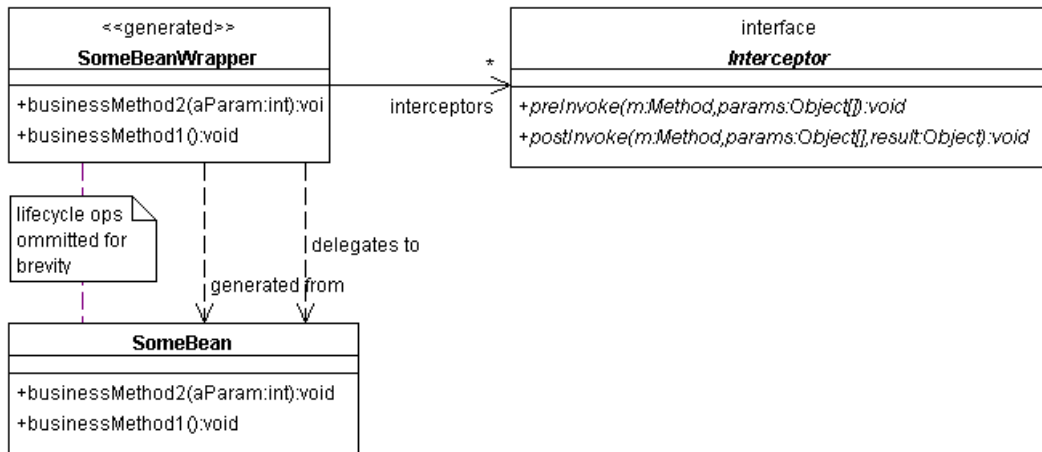 <<generated>>
SomeBeanWrapper
+businessMethod2(aParam:int):voi
+businessMethod1():void
*
interceptors
interface
Interceptor
+preInvoke(m:Method,params:Object[]):void
+postInvoke(m:Method,params:Object[],result:Object):void
lifecycle ops
ommitted for
brevity
delegates to
generated from
SomeBean
+businessMethod2(aParam:int):void
+businessMethod1():void